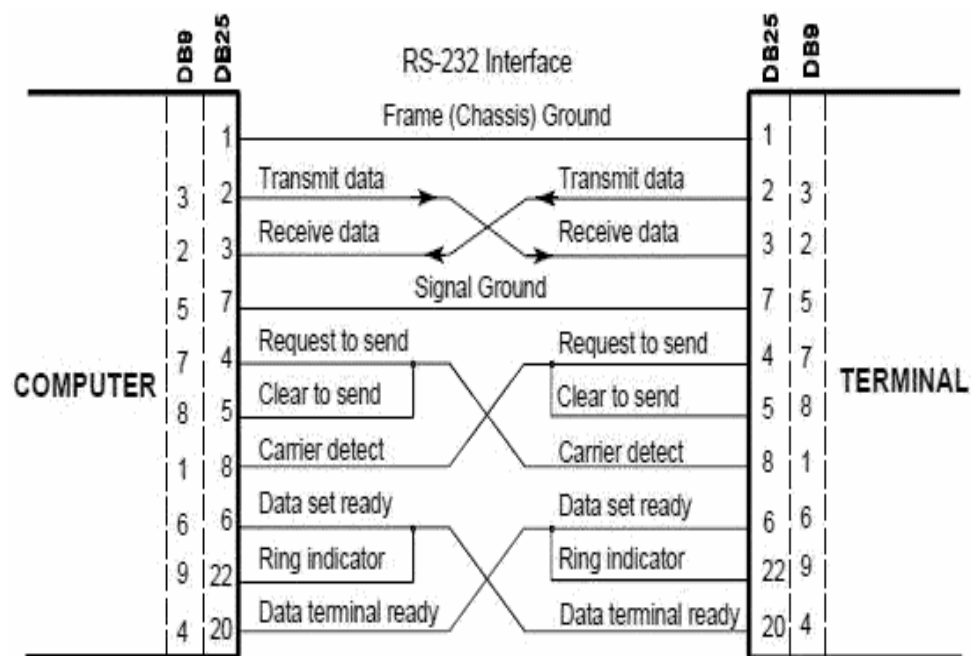 DB9 DB25 RS-232 Interface DB25 DB9
Frame (Chassis) Ground
1 1
Transmit data Transmit data
3 2 2 3
Receive data Receive data
2 3 3 2
Signal Ground
5 7 7 5
Request to send Request to send
7 4 4 7
COMPUTER TERMINAL
Clear to send Clear to send
8 5 5 8
Carrier detect Carrier detect
1 8 8 1
Data set ready Data set ready
6 6 6 6
Ring indicator Ring indicator
9 22 22 9
Data terminal ready Data terminal ready
4 20 20 4